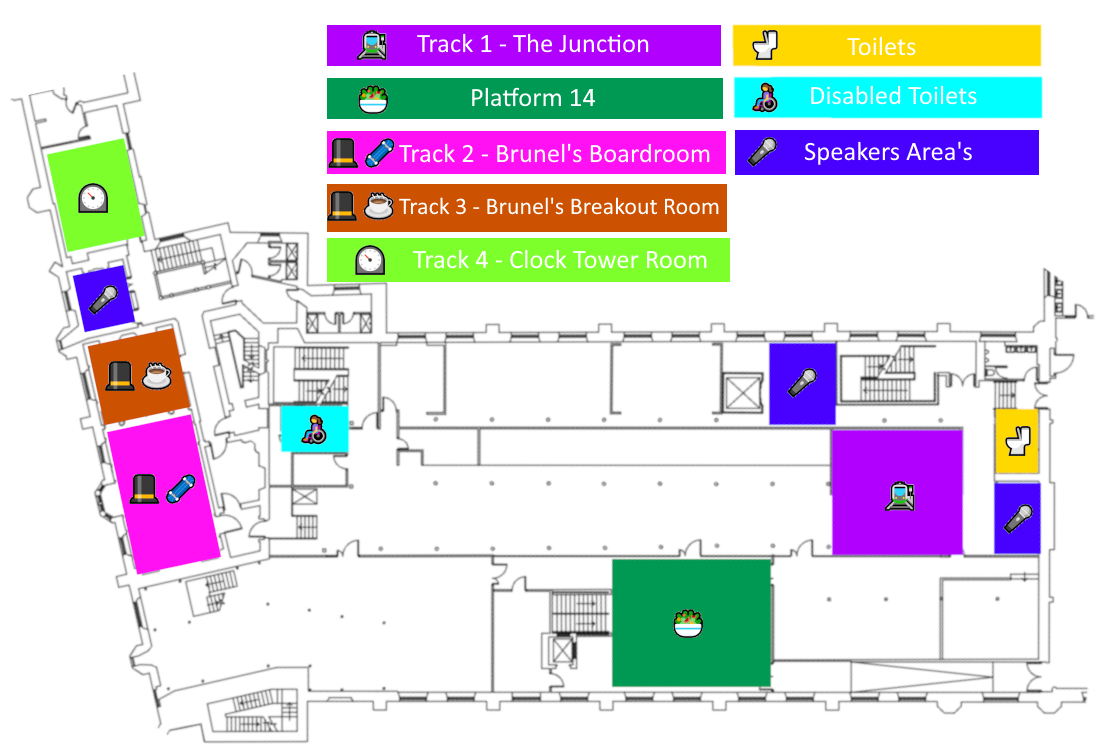 Track 1 - The Junction
Toilets
Platform 14
Disabled Toilets
Track 2 - Brunel's Boardroom
Speakers Area's
Track 3 - Brunel's Breakout Room
Track 4 - Clock Tower Room